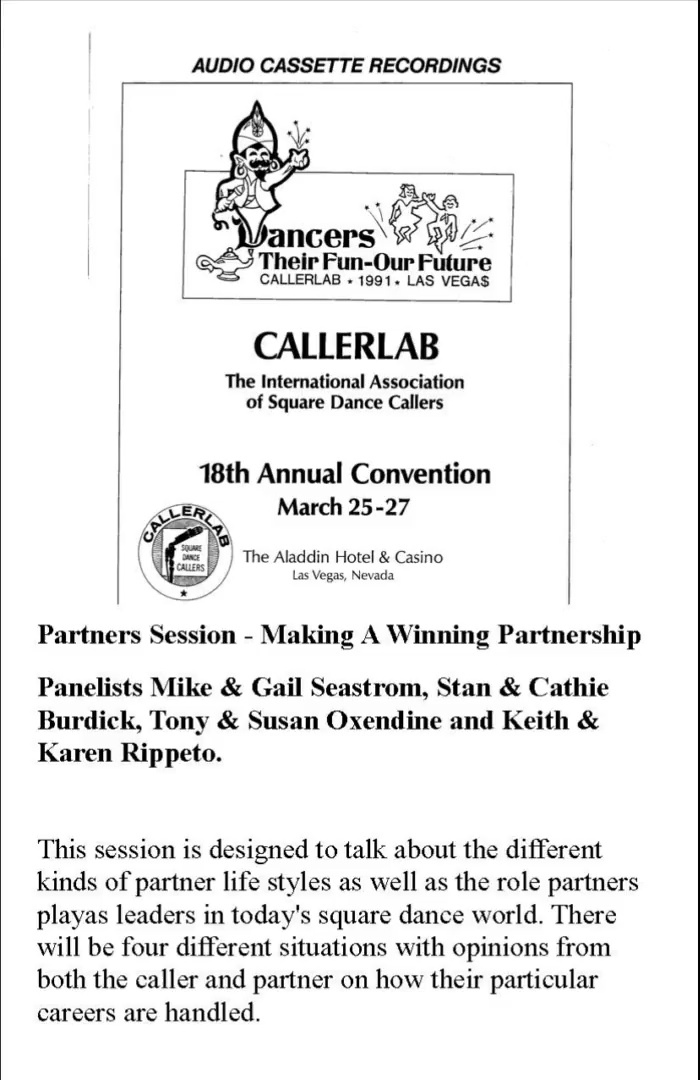 AUDIO CASSETTE RECORDINGS
Dancers
Their Fun-Our Future
CALLERLAB ⋆ 1991 ⋆ LAS VEGA$
CALLERLAB
The International Association
of Square Dance Callers
18th Annual Convention
March 25-27
CALLERLAB
SQUARE
DANCE
CALLERS
The Aladdin Hotel & Casino
Las Vegas, Nevada
Partners Session - Making A Winning Partnership
Panelists Mike & Gail Seastrom, Stan & Cathie
Burdick, Tony & Susan Oxendine and Keith &
Karen Rippeto.
This session is designed to talk about the different
kinds of partner life styles as well as the role partners
playas leaders in today's square dance world. There
will be four different situations with opinions from
both the caller and partner on how their particular
careers are handled.